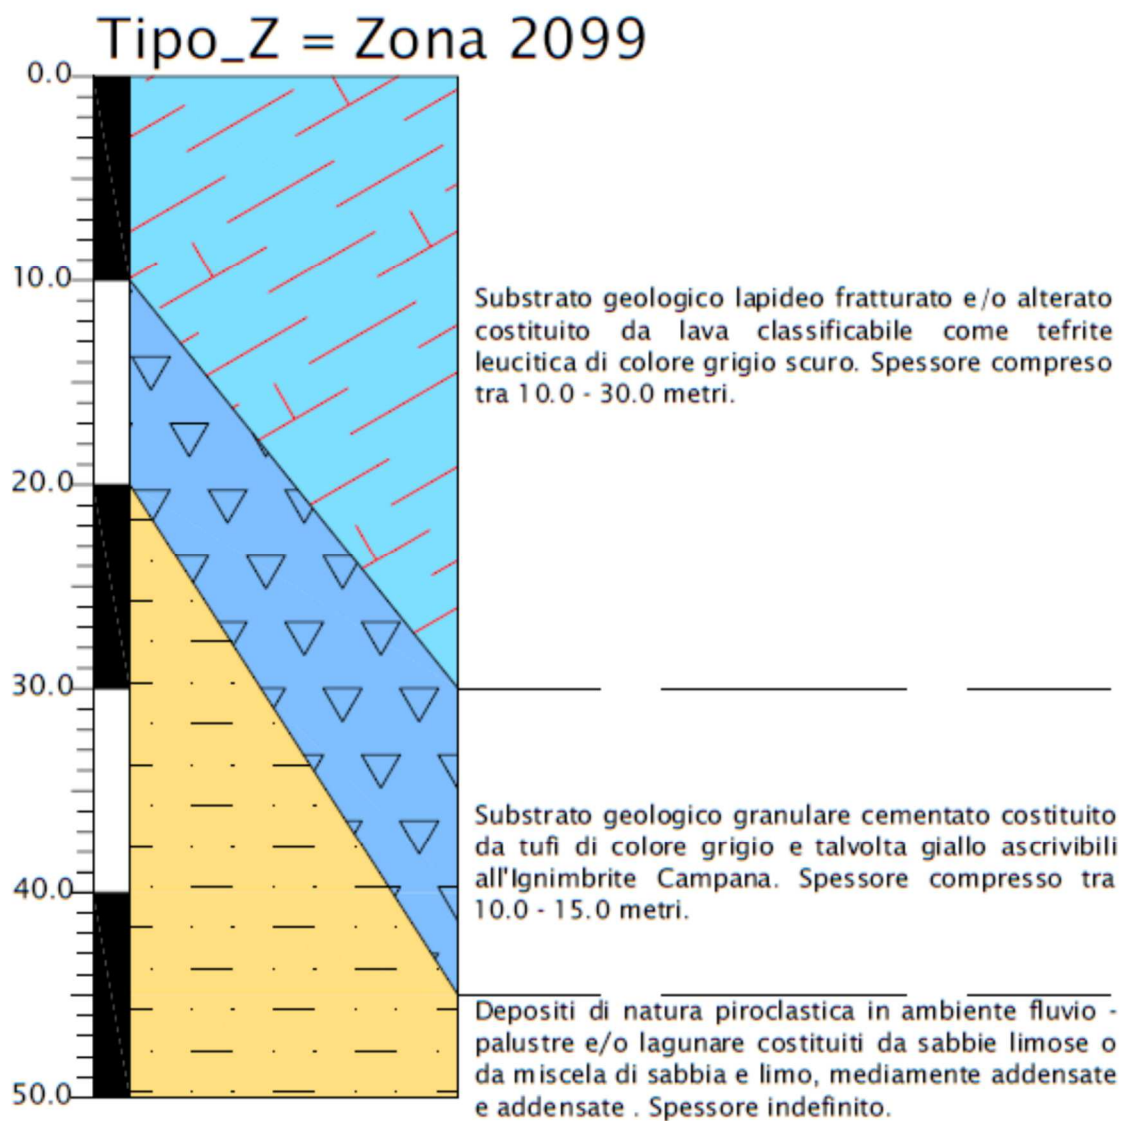 Tipo_Z = Zona 2099
0.0
10.0
Substrato geologico lapideo fratturato e/o alterato
costituito da lava classificabile come tefrite
leucitica di colore grigio scuro. Spessore compreso
tra 10.0 - 30.0 metri.
20.0
30.0
Substrato geologico granulare cementato costituito
da tufi di colore grigio e talvolta giallo ascrivibili
all'Ignimbrite Campana. Spessore compresso tra
10.0 - 15.0 metri.
40.0
Depositi di natura piroclastica in ambiente fluvio -
palustre e/o lagunare costituiti da sabbie limose o
da miscela di sabbia e limo, mediamente addensate
e addensate . Spessore indefinito.
50.0